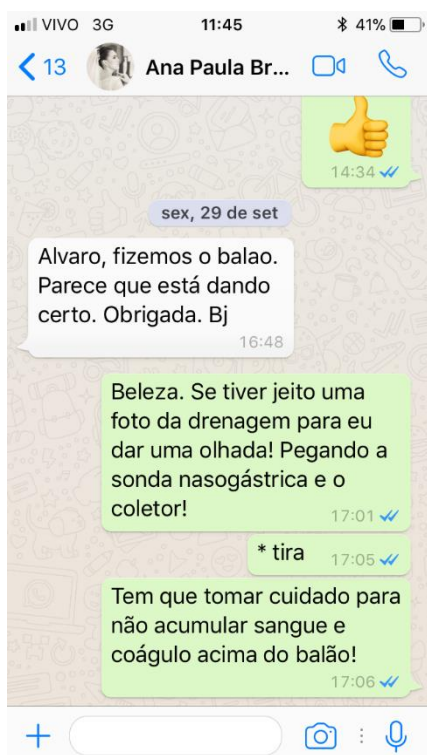 VIVO 3G 11:45 41%
13 Ana Paula Br...
14:34
sex, 29 de set
Alvaro, fizemos o balao.
Parece que está dando
certo. Obrigada. Bj
16:48
Beleza. Se tiver jeito uma
foto da drenagem para eu
dar uma olhada! Pegando a
sonda nasogástrica e o
coletor!
17:01
* tira
17:05
Tem que tomar cuidado para
não acumular sangue e
coágulo acima do balão!
17:06